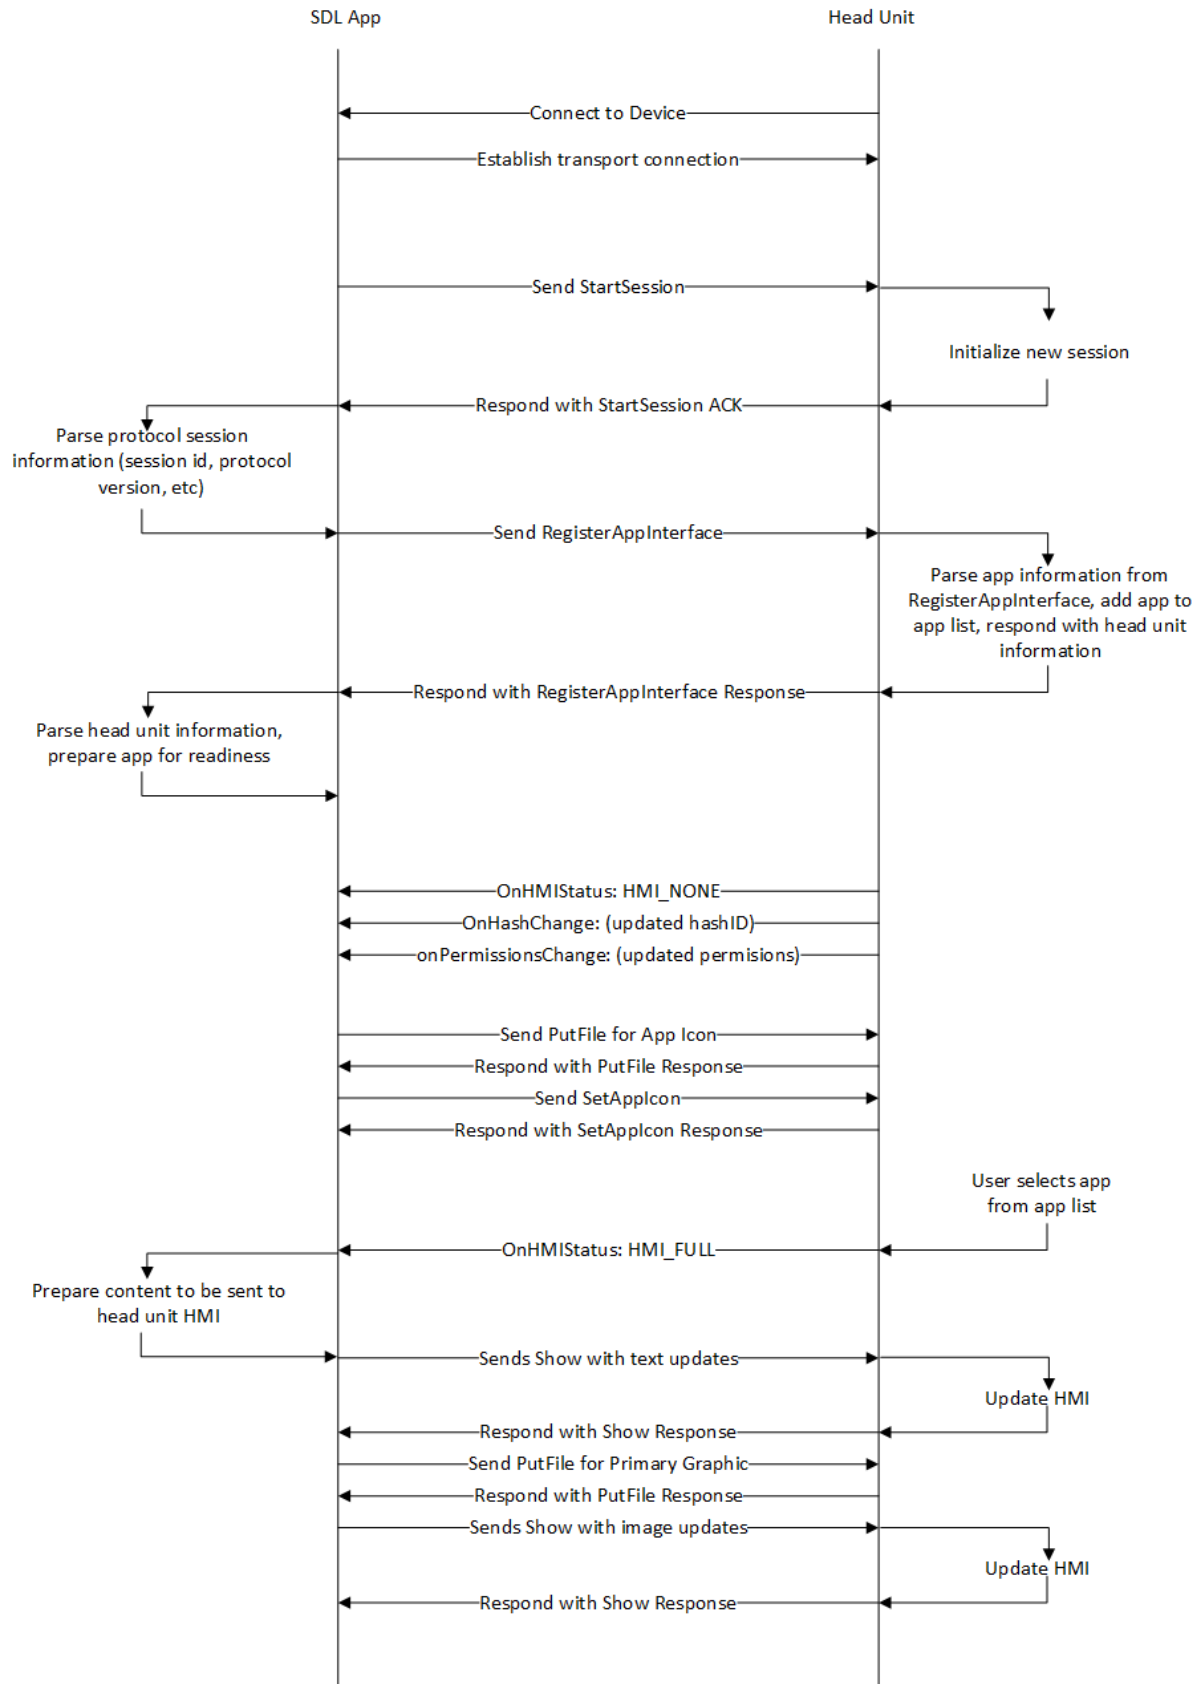 SDL App
Head Unit
Connect to Device
Establish transport connection
Send StartSession
Initialize new session
Respond with StartSession ACK
Parse protocol session
information (session id, protocol
version, etc)
Send RegisterAppInterface
Parse app information from
RegisterAppInterface, add app to
app list, respond with head unit
information
Respond with RegisterAppInterface Response
Parse head unit information,
prepare app for readiness
OnHMIStatus: HMI_NONE
OnHashChange: (updated hashID)
onPermissionsChange: (updated permisions)
Send PutFile for App Icon
Respond with PutFile Response
Send SetAppIcon
Respond with SetAppIcon Response
User selects app
from app list
OnHMIStatus: HMI_FULL
Prepare content to be sent to
head unit HMI
Sends Show with text updates
Update HMI
Respond with Show Response
Send PutFile for Primary Graphic
Respond with PutFile Response
Sends Show with image updates
Update HMI
Respond with Show Response